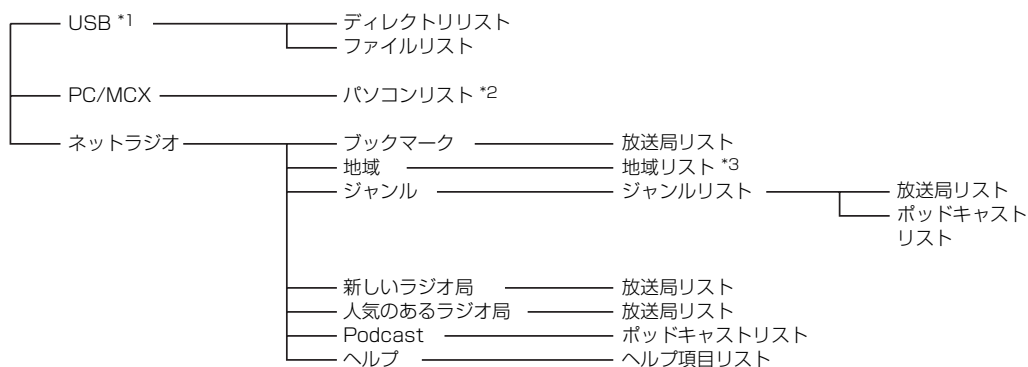 USB *1 ディレクトリリスト
ファイルリスト
PC/MCX パソコンリスト *2
ネットラジオ ブックマーク 放送局リスト
地域 地域リスト *3
ジャンル ジャンルリスト 放送局リスト
ポッドキャスト
リスト
新しいラジオ局 放送局リスト
人気のあるラジオ局 放送局リスト
Podcast ポッドキャストリスト
ヘルプ ヘルプ項目リスト